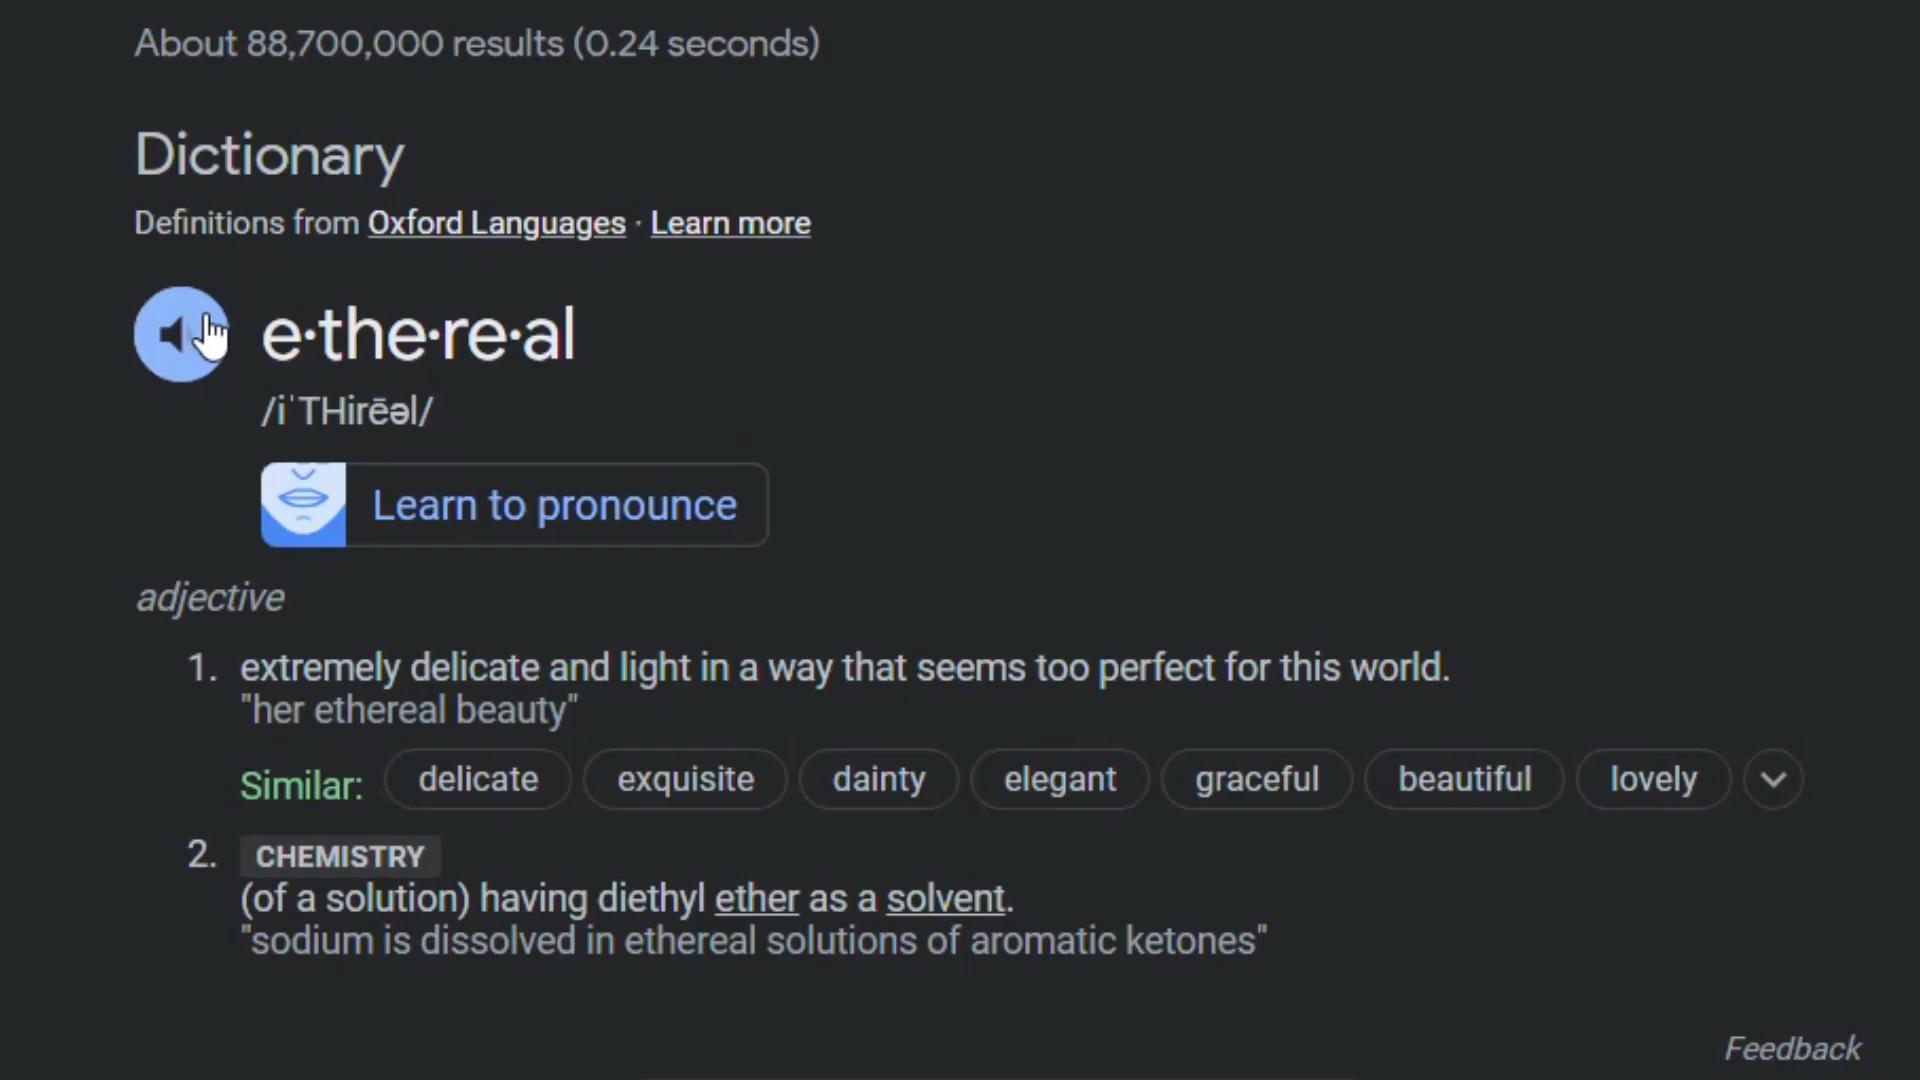 About 88,700,000 results (0.24 seconds)
Dictionary
Definitions from Oxford Languages · Learn more
e·the·re·al
/iˈTHirēəl/
Learn to pronounce
adjective
1. extremely delicate and light in a way that seems too perfect for this world.
"her ethereal beauty"
Similar: delicate exquisite dainty elegant graceful beautiful lovely
2. CHEMISTRY
(of a solution) having diethyl ether as a solvent.
"sodium is dissolved in ethereal solutions of aromatic ketones"
Feedback